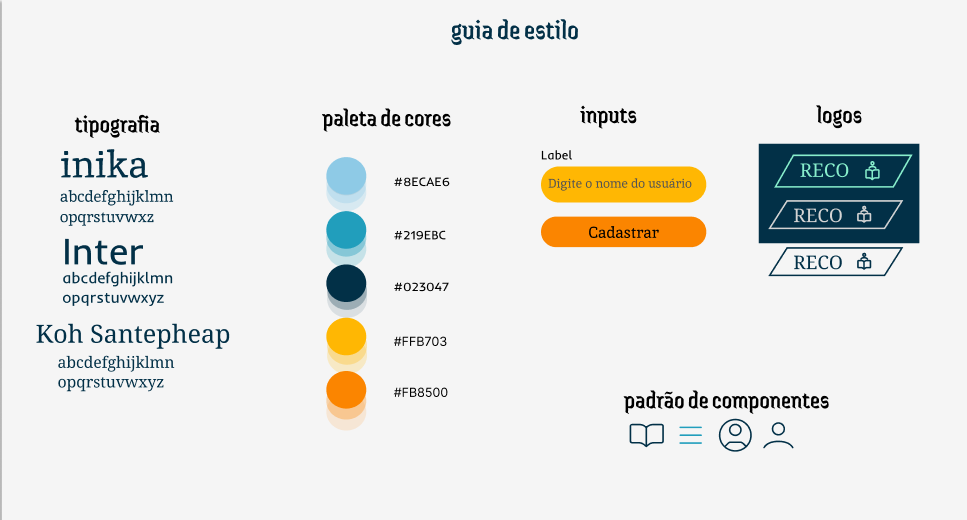 guia de estilo
tipografia
inika
abcdefghijklmn
opqrstuvwxz
Inter
abcdefghijklmn
opqrstuvwxyz
Koh Santepheap
abcdefghijklmn
opqrstuvwxyz
paleta de cores
#8ECAE6
#219EBC
#023047
#FFB703
#FB8500
inputs
Label
Digite o nome do usuário
Cadastrar
logos
RECO
RECO
RECO
padrão de componentes